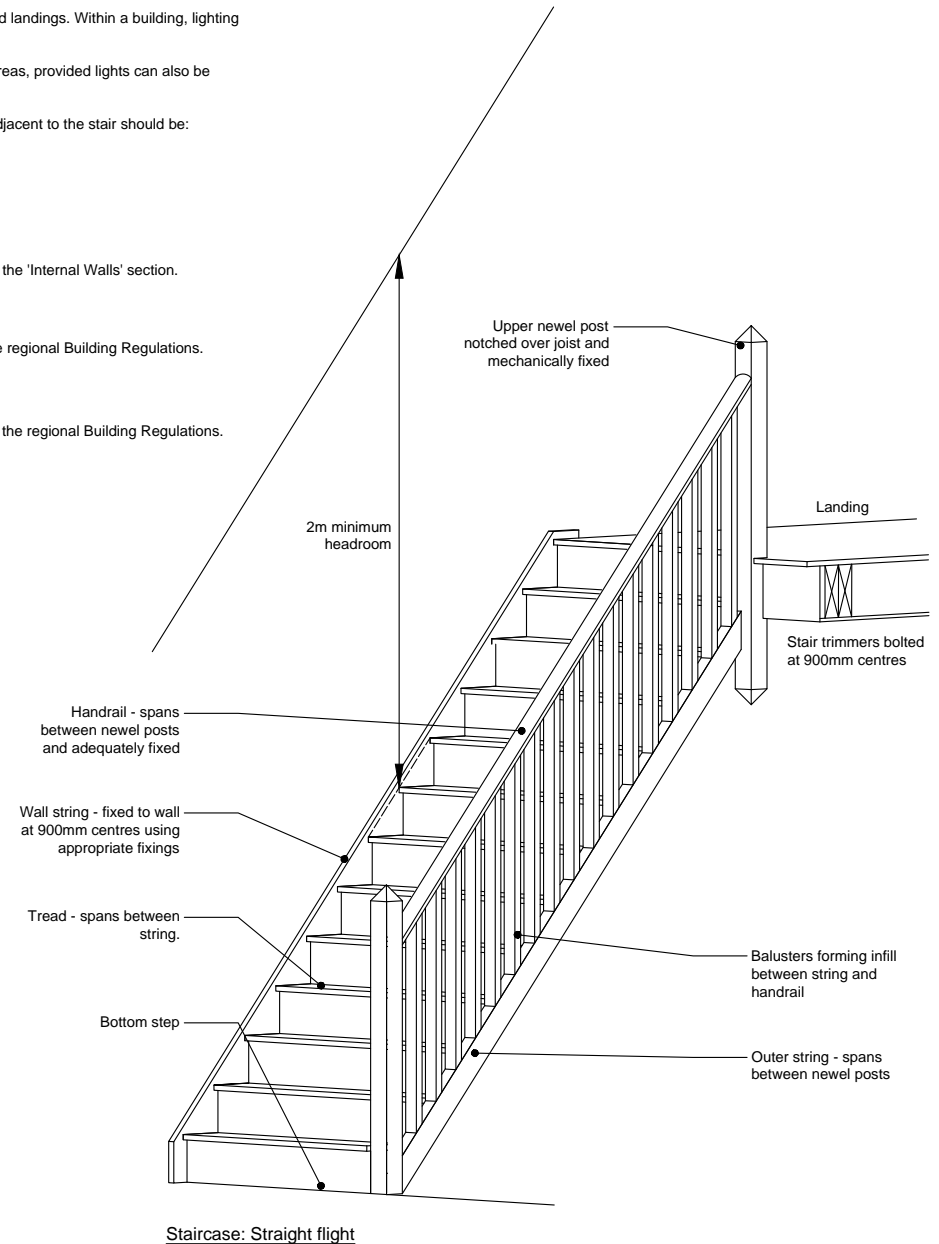 d landings. Within a building, lighting
reas, provided lights can also be
djacent to the stair should be:
the 'Internal Walls' section.
e regional Building Regulations.
the regional Building Regulations.
Upper newel post
notched over joist and
mechanically fixed
Landing
2m minimum
headroom
Stair trimmers bolted
at 900mm centres
Handrail - spans
between newel posts
and adequately fixed
Wall string - fixed to wall
at 900mm centres using
appropriate fixings
Tread - spans between
string.
Balusters forming infill
between string and
handrail
Bottom step
Outer string - spans
between newel posts
Staircase: Straight flight